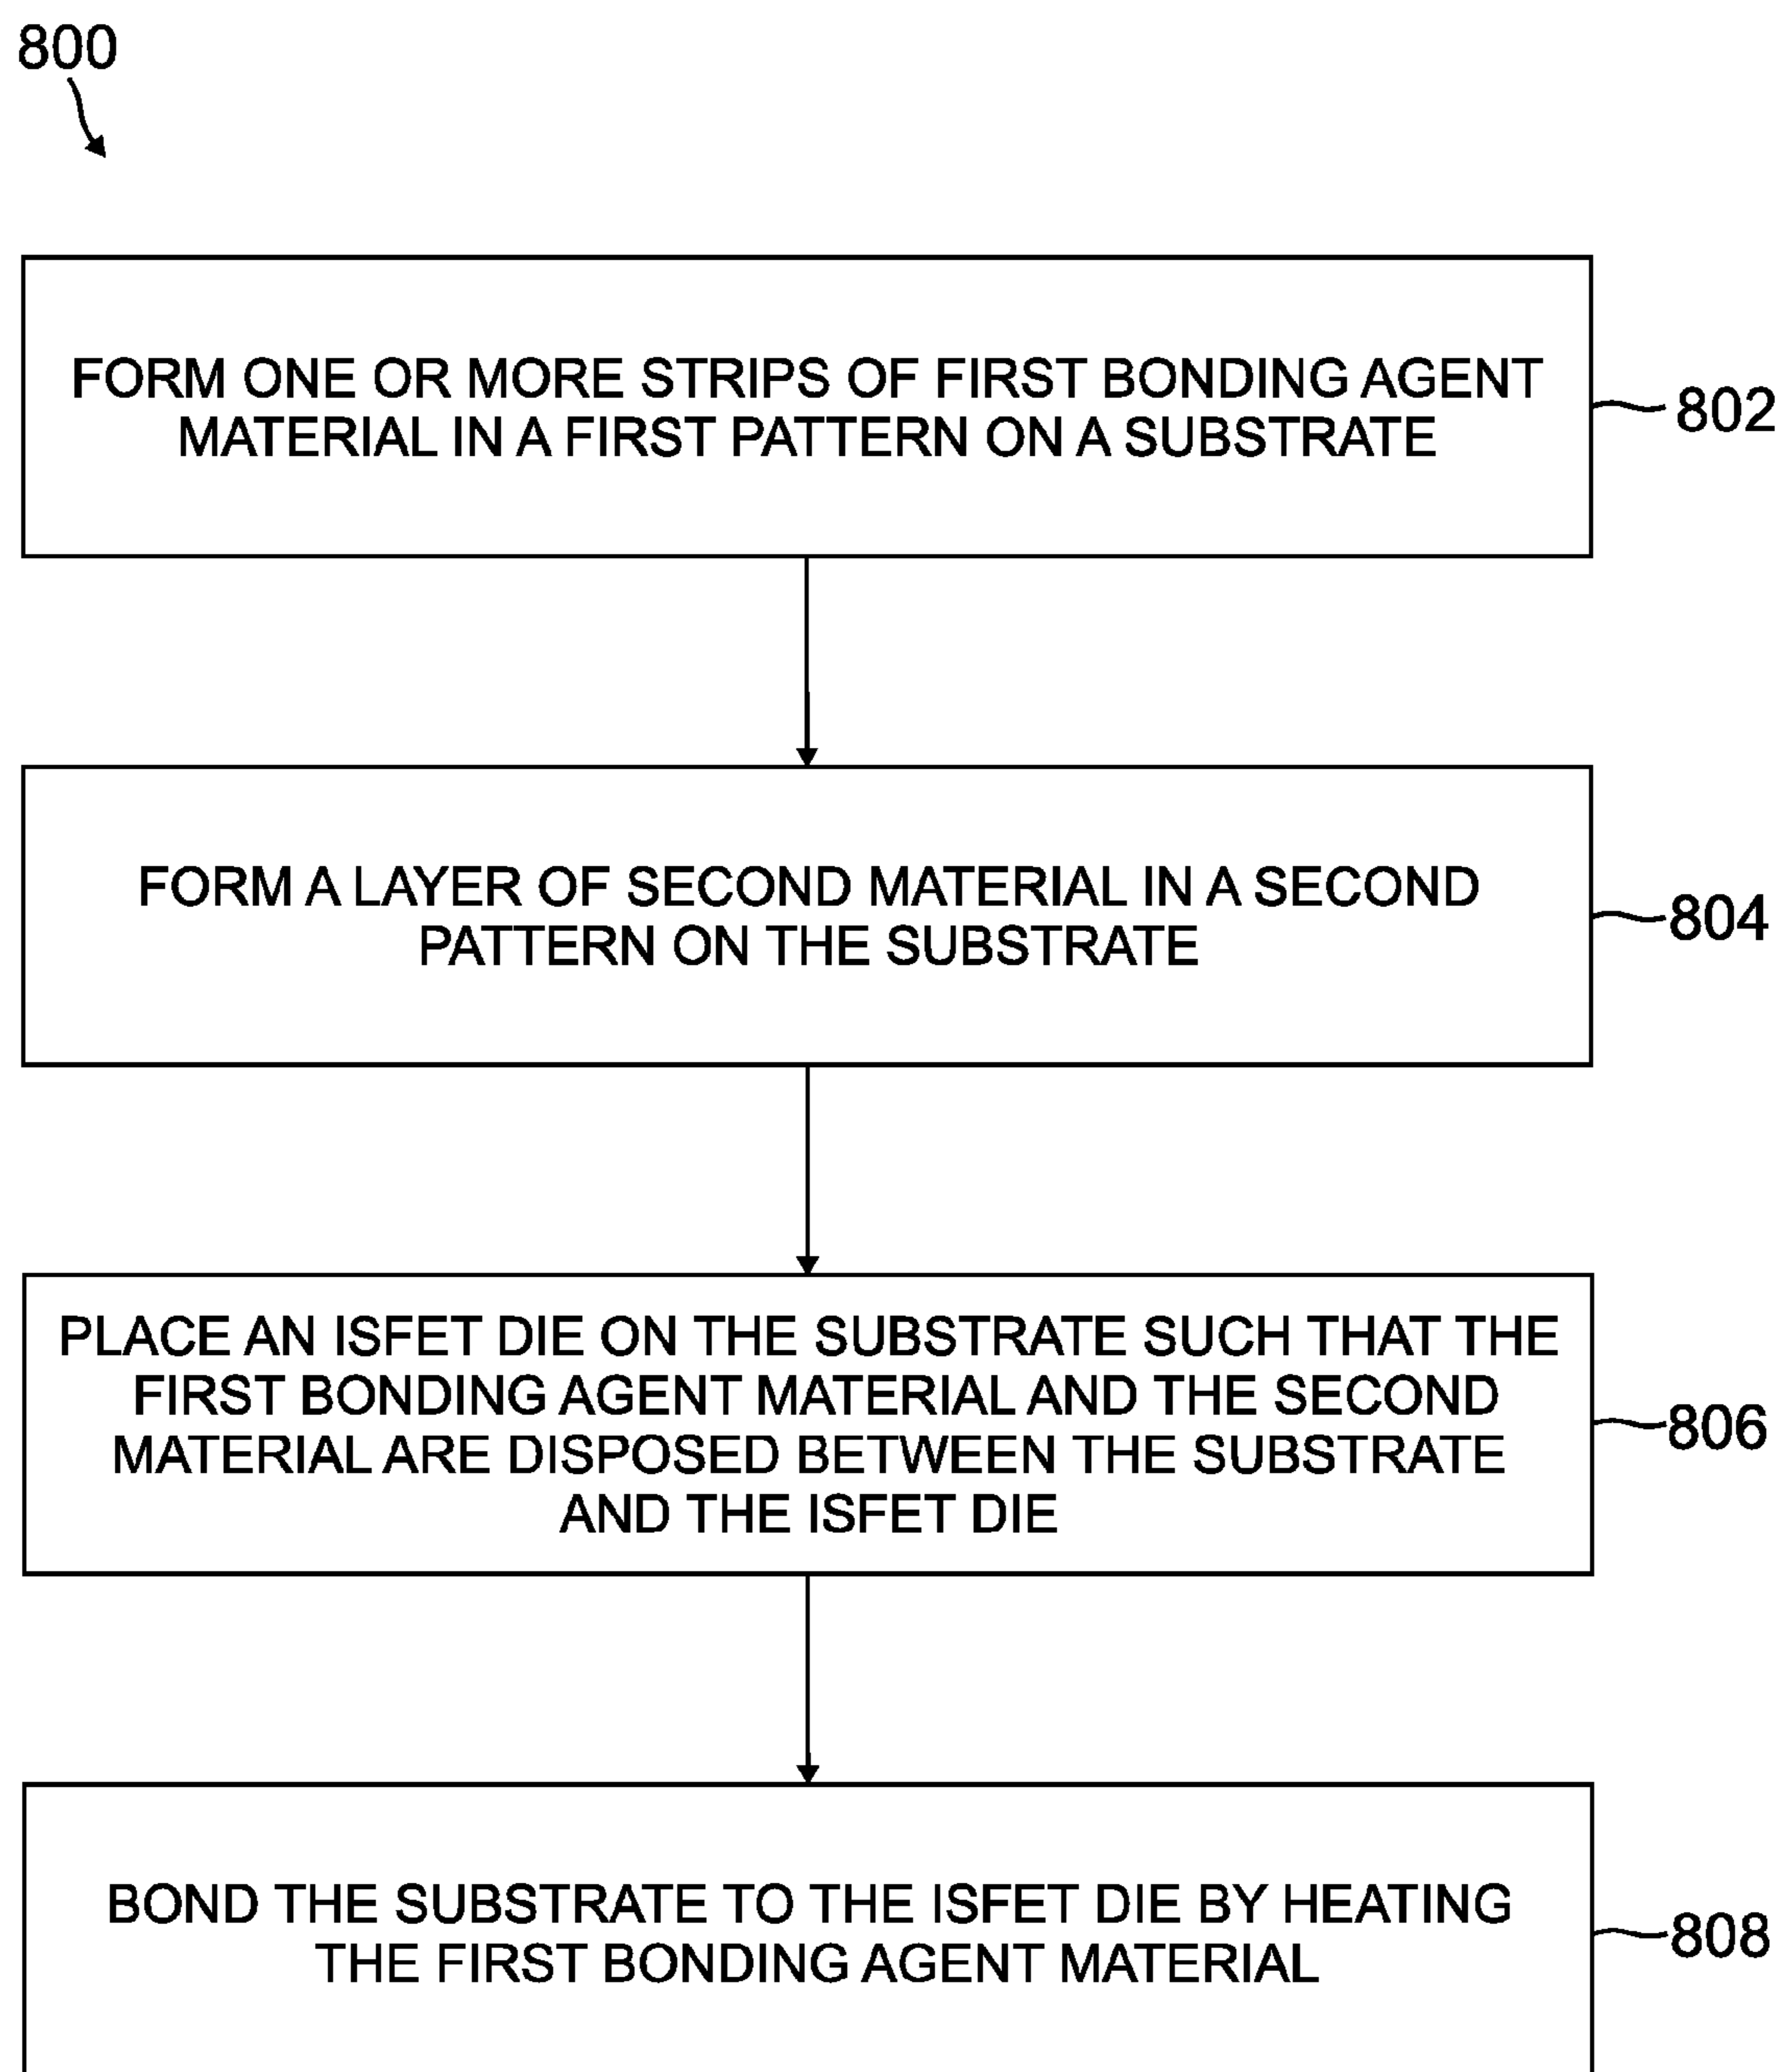 800
FORM ONE OR MORE STRIPS OF FIRST BONDING AGENT
MATERIAL IN A FIRST PATTERN ON A SUBSTRATE
802
FORM A LAYER OF SECOND MATERIAL IN A SECOND
PATTERN ON THE SUBSTRATE
804
PLACE AN ISFET DIE ON THE SUBSTRATE SUCH THAT THE
FIRST BONDING AGENT MATERIAL AND THE SECOND
MATERIAL ARE DISPOSED BETWEEN THE SUBSTRATE
AND THE ISFET DIE
806
BOND THE SUBSTRATE TO THE ISFET DIE BY HEATING
THE FIRST BONDING AGENT MATERIAL
808